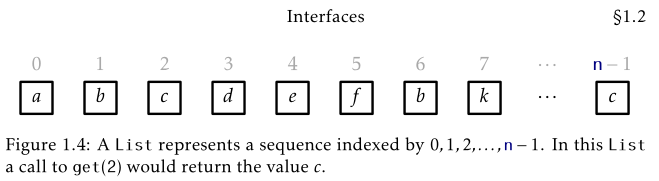 Interfaces §1.2
0 1 2 3 4 5 6 7 ⋯ n − 1
a b c d e f b k ⋯ c
Figure 1.4: A List represents a sequence indexed by 0,1,2,...,n − 1. In this List
a call to get(2) would return the value c.